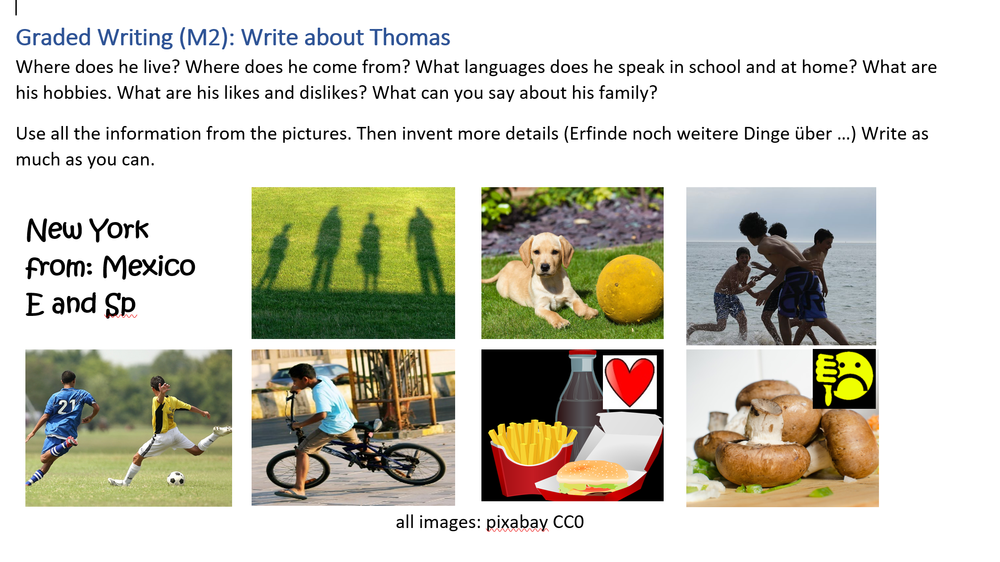 Graded Writing (M2): Write about Thomas
Where does he live? Where does he come from? What languages does he speak in school and at home? What are
his hobbies. What are his likes and dislikes? What can you say about his family?
Use all the information from the pictures. Then invent more details (Erfinde noch weitere Dinge über ...) Write as
much as you can.
New York
from: Mexico
E and Sp
21
all images: pixabay CC0